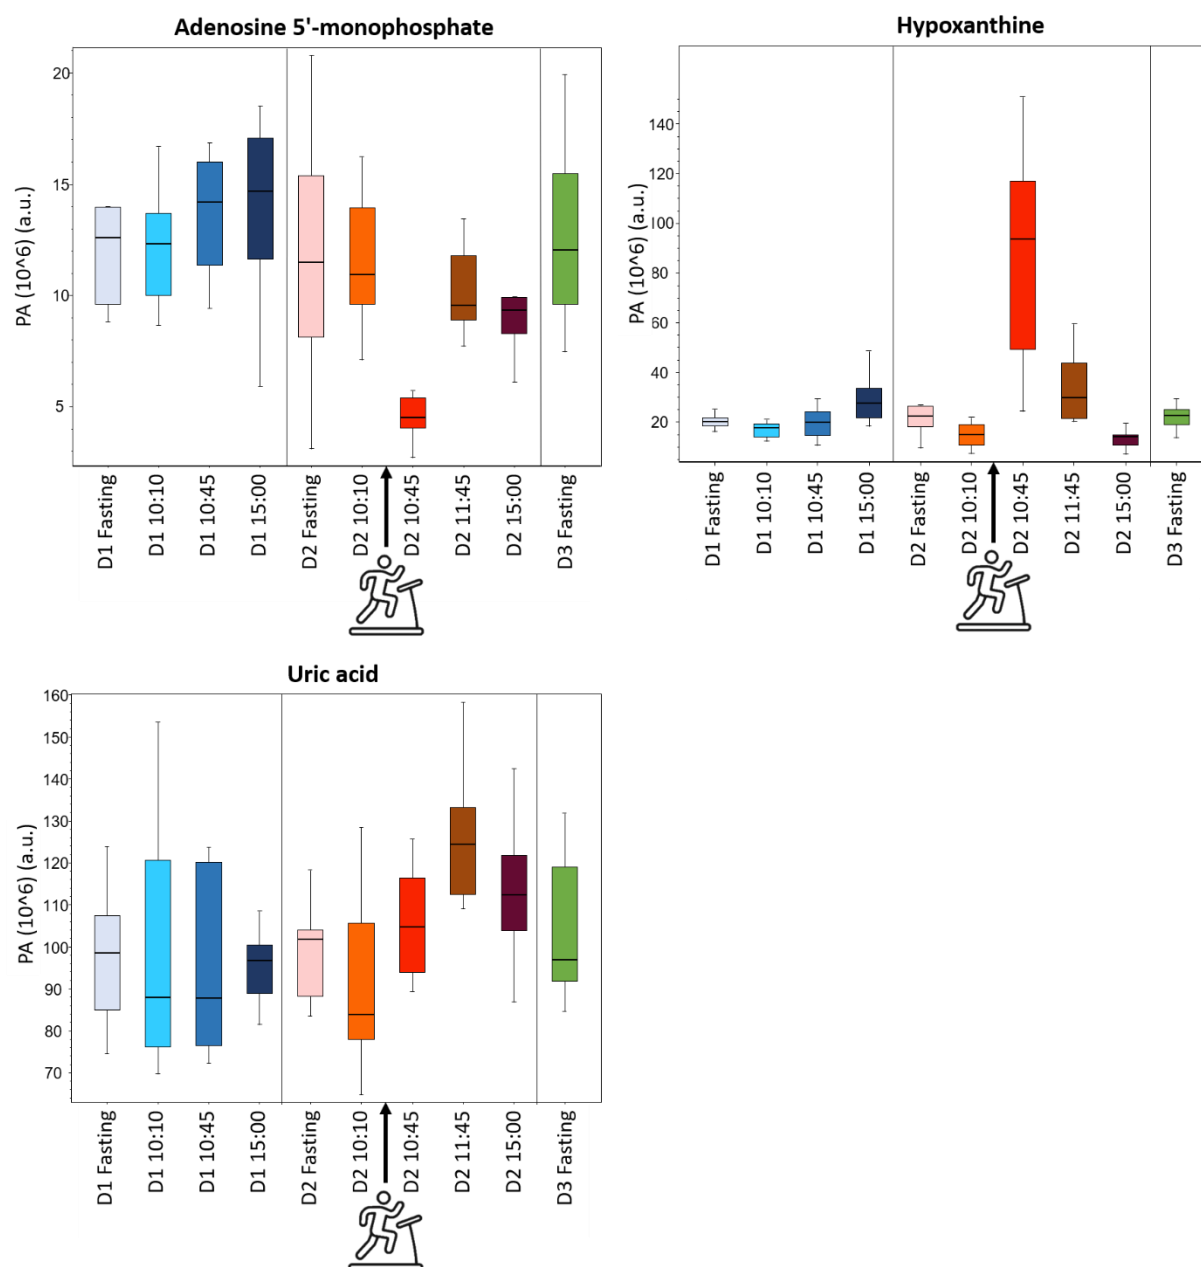 Adenosine 5'-monophosphate
PA (10^6) (a.u.)
20
15
10
5
D1 Fasting
D1 10:10
D1 10:45
D1 15:00
D2 Fasting
D2 10:10
D2 10:45
D2 11:45
D2 15:00
D3 Fasting
Hypoxanthine
PA (10^6) (a.u.)
140
120
100
80
60
40
20
D1 Fasting
D1 10:10
D1 10:45
D1 15:00
D2 Fasting
D2 10:10
D2 10:45
D2 11:45
D2 15:00
D3 Fasting
Uric acid
PA (10^6) (a.u.)
160
150
140
130
120
110
100
90
80
70
D1 Fasting
D1 10:10
D1 10:45
D1 15:00
D2 Fasting
D2 10:10
D2 10:45
D2 11:45
D2 15:00
D3 Fasting